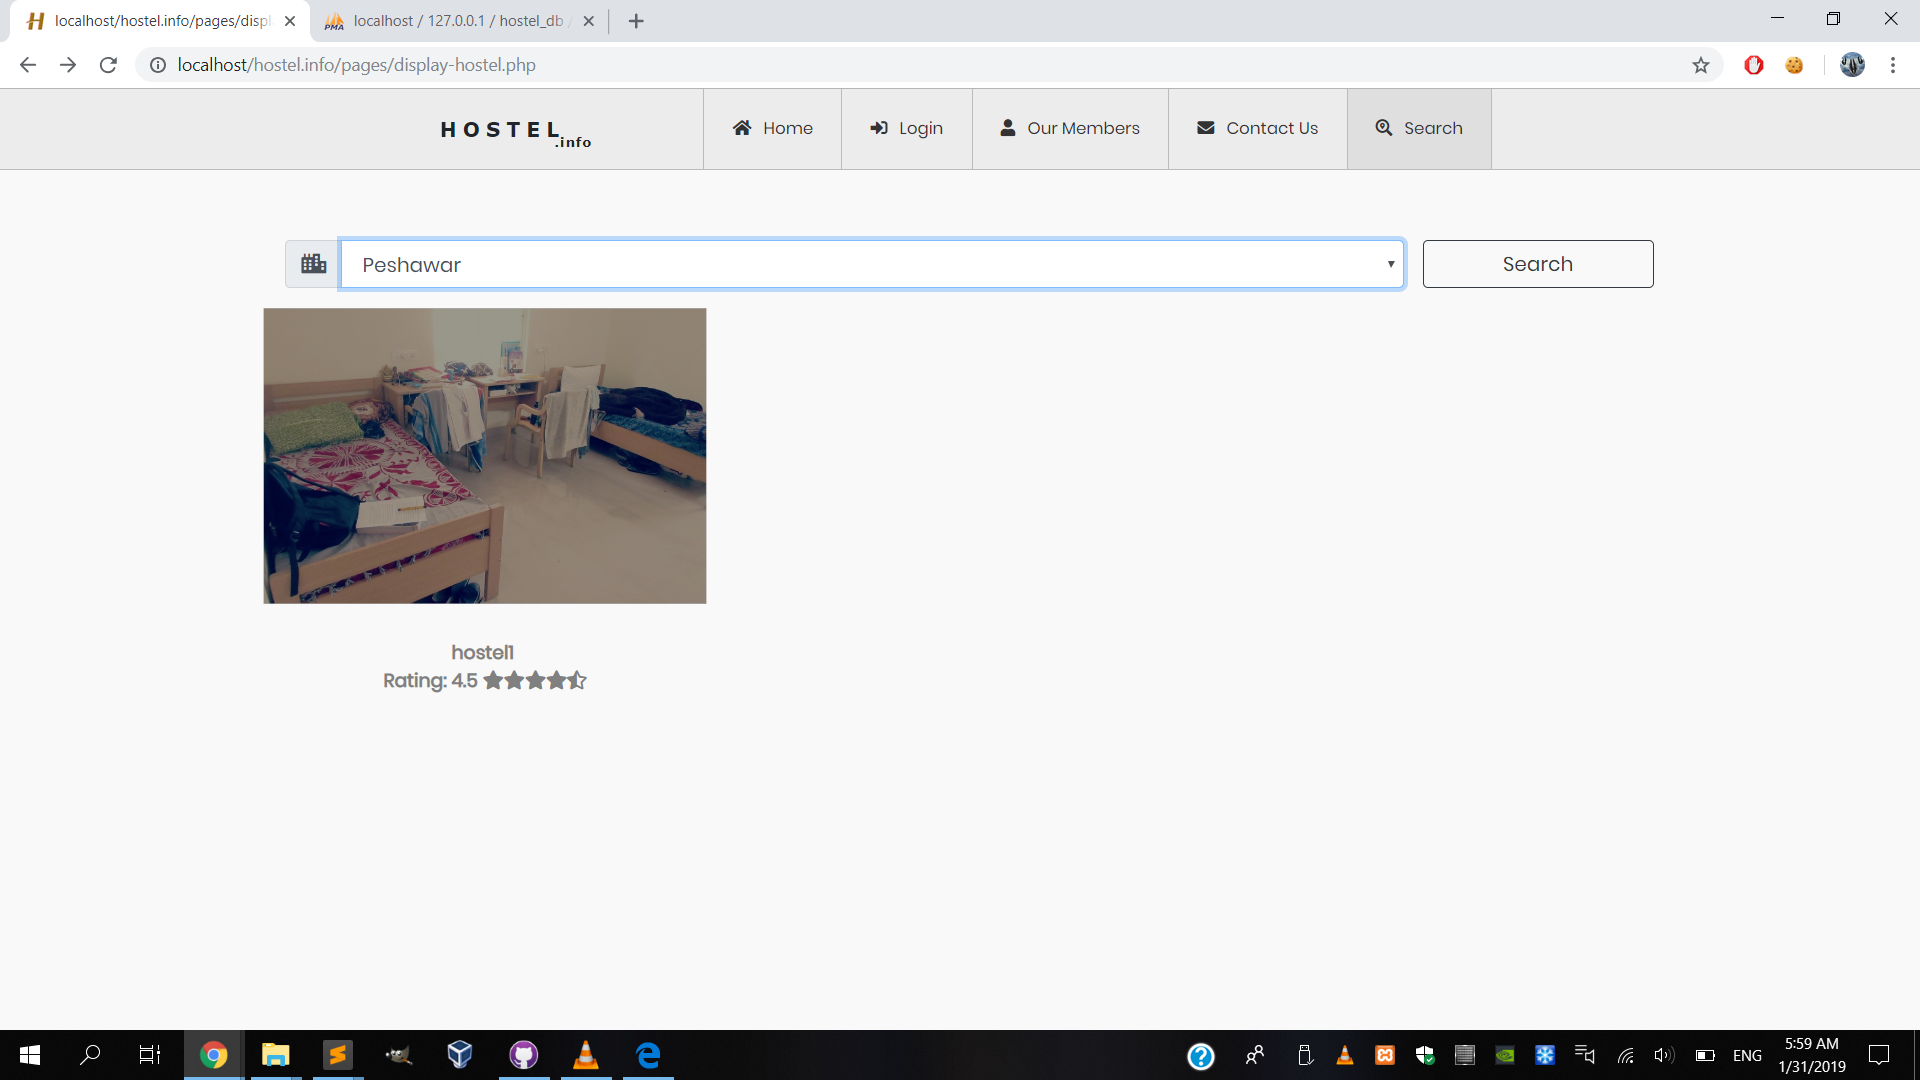 localhost/hostel.info/pages/displ
localhost / 127.0.0.1 / hostel_db /
localhost/hostel.info/pages/display-hostel.php
HOSTEL
.info
Home
Login
Our Members
Contact Us
Search
Peshawar
Search
hostel1
Rating: 4.5
ENG
5:59 AM
1/31/2019